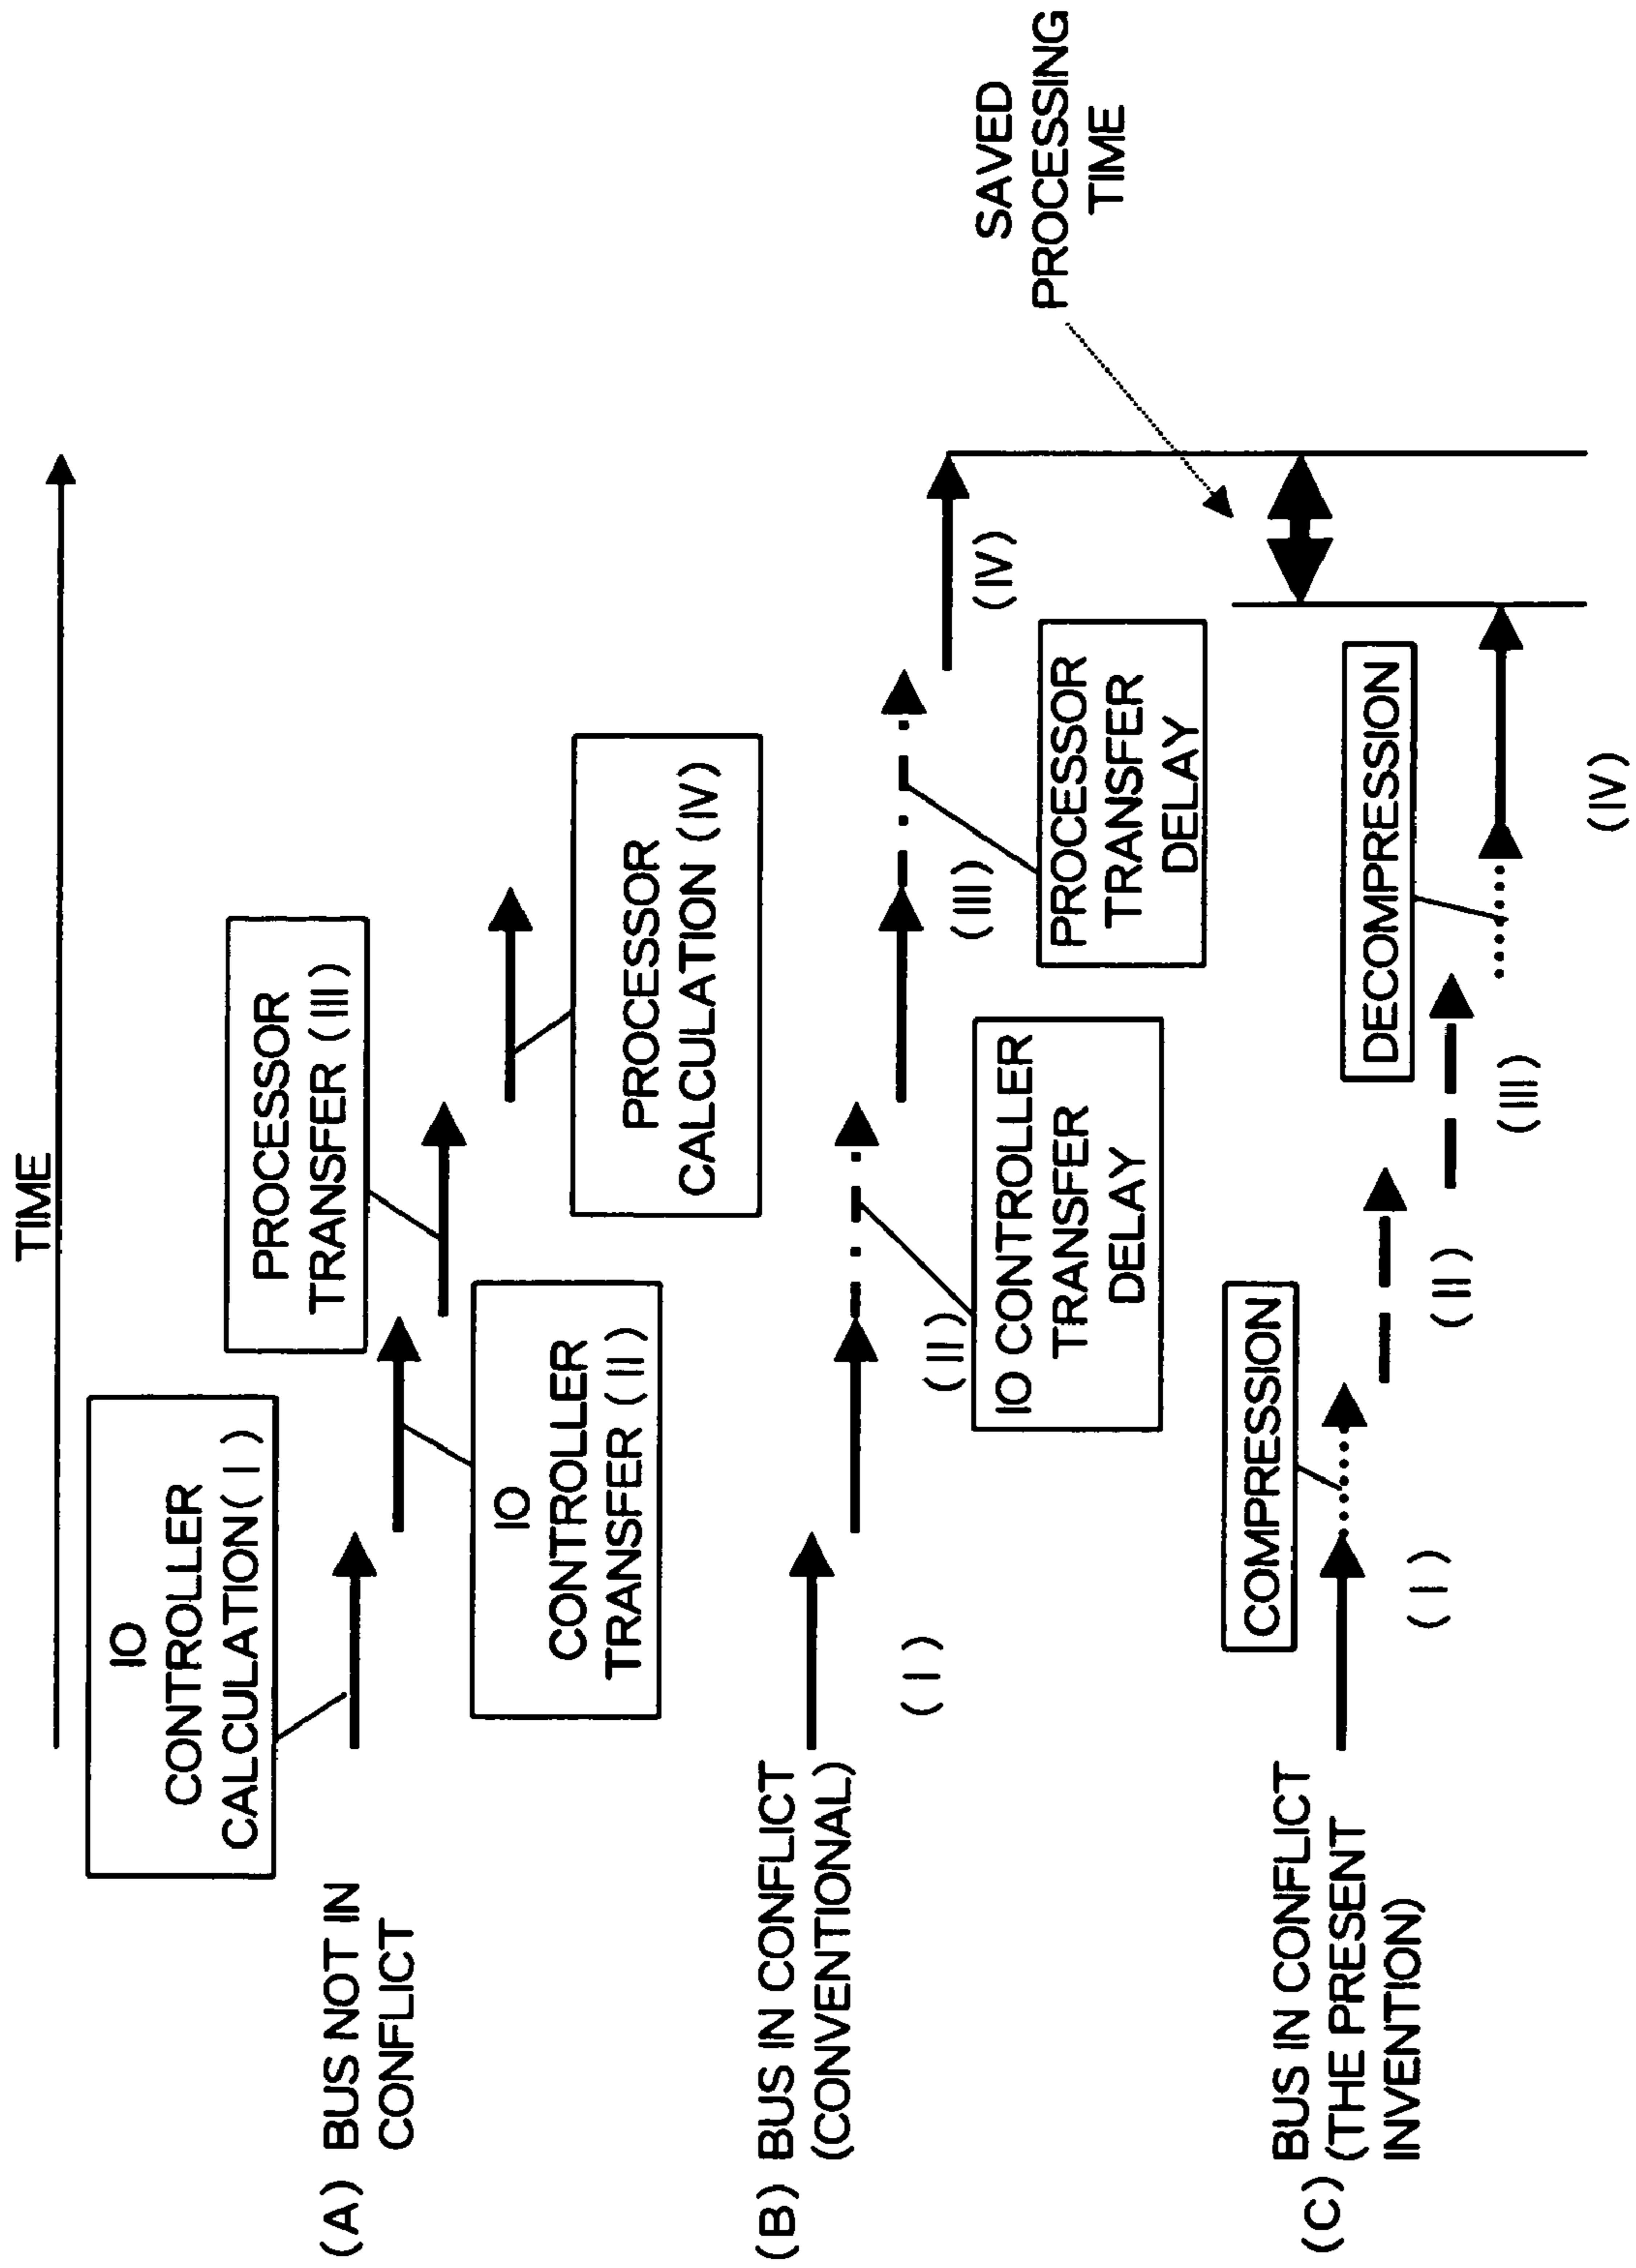 TIME
IO
CONTROLLER
CALCULATION( I )
PROCESSOR
TRANSFER (III)
(A) BUS NOT IN
CONFLICT
IO
CONTROLLER
TRANSFER (II)
PROCESSOR
CALCULATION (IV)
(B) BUS IN CONFLICT
(CONVENTIONAL)
( I )
( II )
(III)
(IV)
IO CONTROLLER
TRANSFER
DELAY
PROCESSOR
TRANSFER
DELAY
SAVED
PROCESSING
TIME
COMPRESSION
DECOMPRESSION
(C) BUS IN CONFLICT
(THE PRESENT
INVENTION)
( I )
( II )
(III)
(IV)